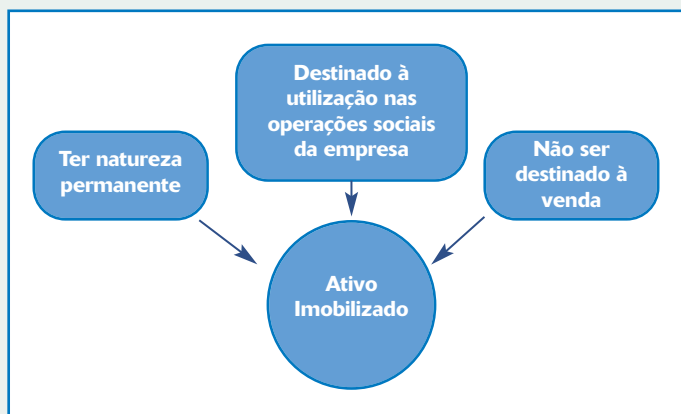 Destinado à
utilização nas
operações sociais
da empresa
Ter natureza
permanente
Não ser
destinado à
venda
Ativo
Imobilizado